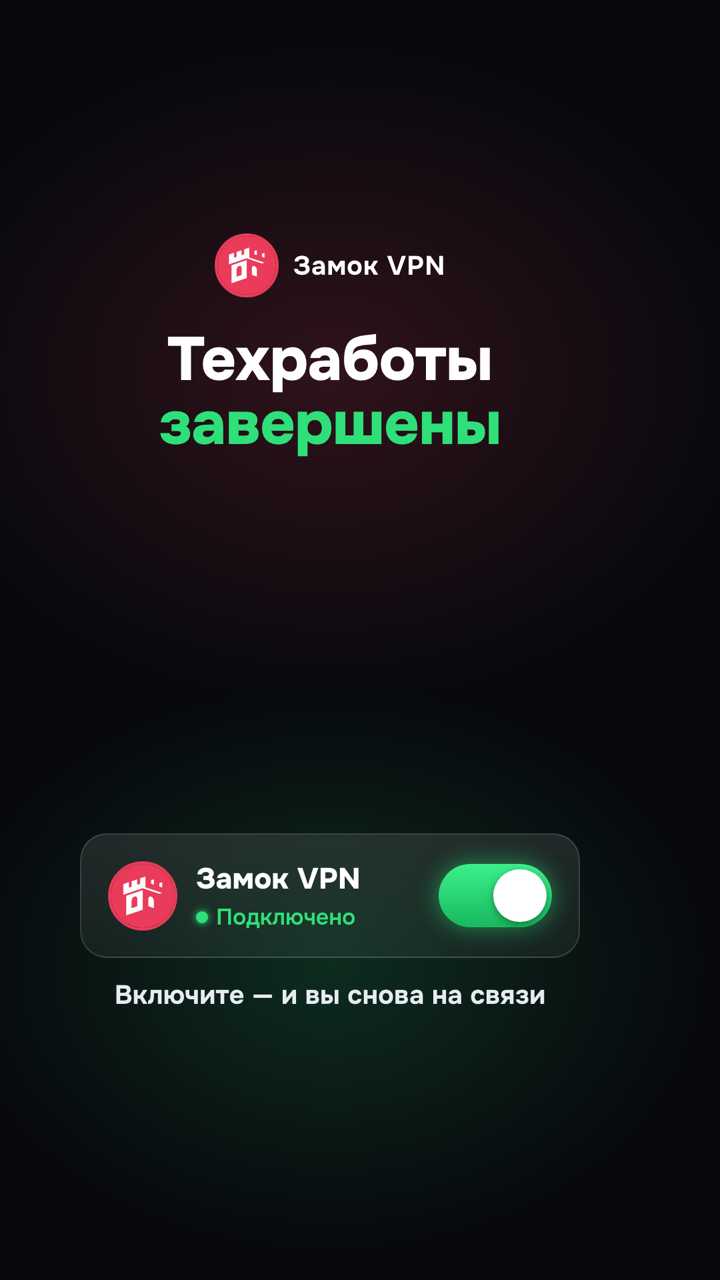 Замок VPN
Техработы
завершены
Замок VPN
Подключено
Включите — и вы снова на связи